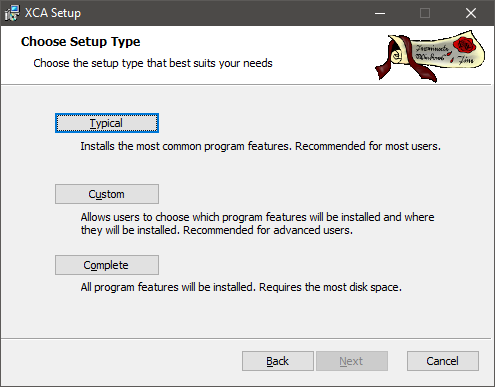 XCA Setup
Choose Setup Type
Choose the setup type that best suits your needs
Typical
Installs the most common program features. Recommended for most users.
Custom
Allows users to choose which program features will be installed and where
they will be installed. Recommended for advanced users.
Complete
All program features will be installed. Requires the most disk space.
Back
Next
Cancel